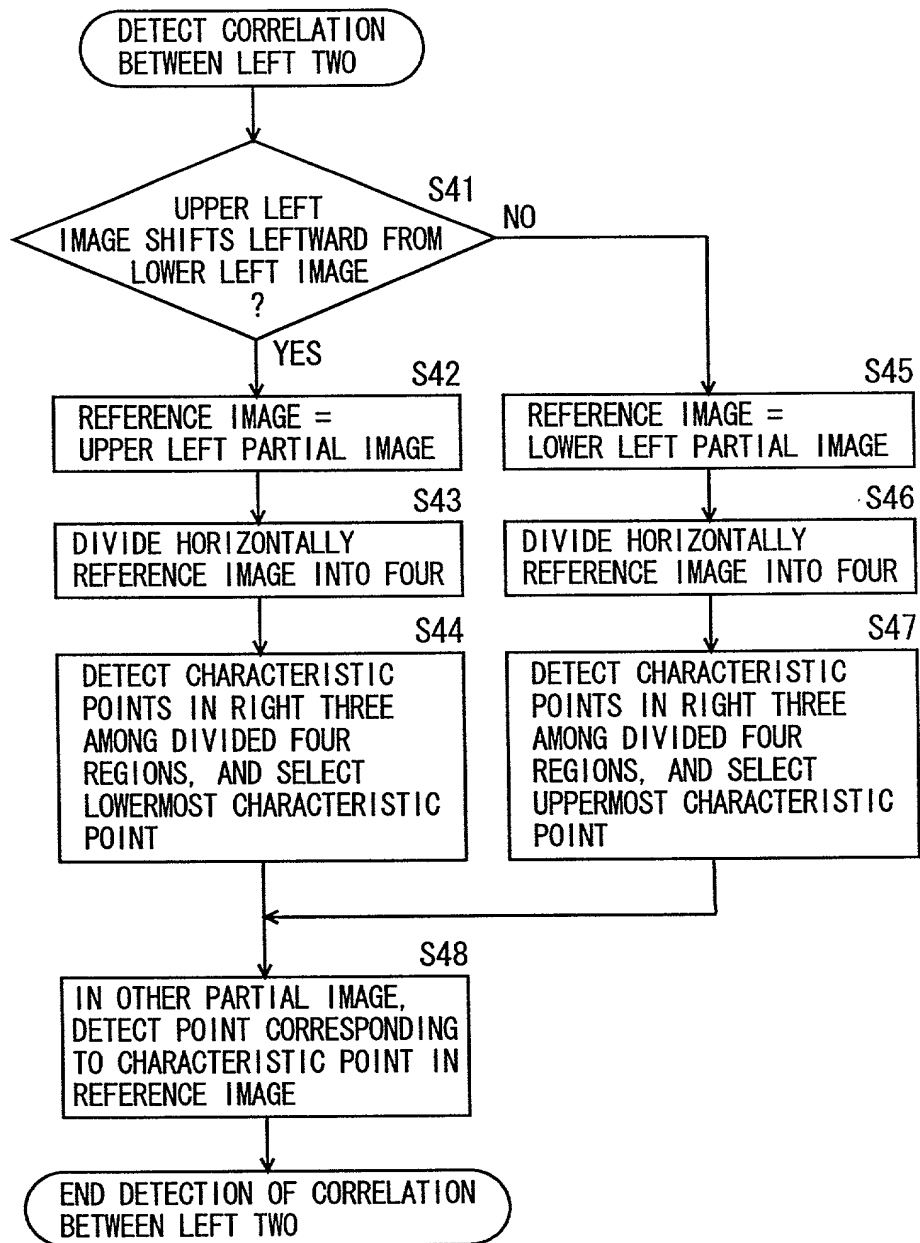 DETECT CORRELATION
BETWEEN LEFT TWO
S41
UPPER LEFT
IMAGE SHIFTS LEFTWARD FROM
LOWER LEFT IMAGE
?
NO
YES
S42
REFERENCE IMAGE =
UPPER LEFT PARTIAL IMAGE
S43
DIVIDE HORIZONTALLY
REFERENCE IMAGE INTO FOUR
S44
DETECT CHARACTERISTIC
POINTS IN RIGHT THREE
AMONG DIVIDED FOUR
REGIONS, AND SELECT
LOWERMOST CHARACTERISTIC
POINT
S45
REFERENCE IMAGE =
LOWER LEFT PARTIAL IMAGE
S46
DIVIDE HORIZONTALLY
REFERENCE IMAGE INTO FOUR
S47
DETECT CHARACTERISTIC
POINTS IN RIGHT THREE
AMONG DIVIDED FOUR
REGIONS, AND SELECT
UPPERMOST CHARACTERISTIC
POINT
S48
IN OTHER PARTIAL IMAGE,
DETECT POINT CORRESPONDING
TO CHARACTERISTIC POINT IN
REFERENCE IMAGE
END DETECTION OF CORRELATION
BETWEEN LEFT TWO